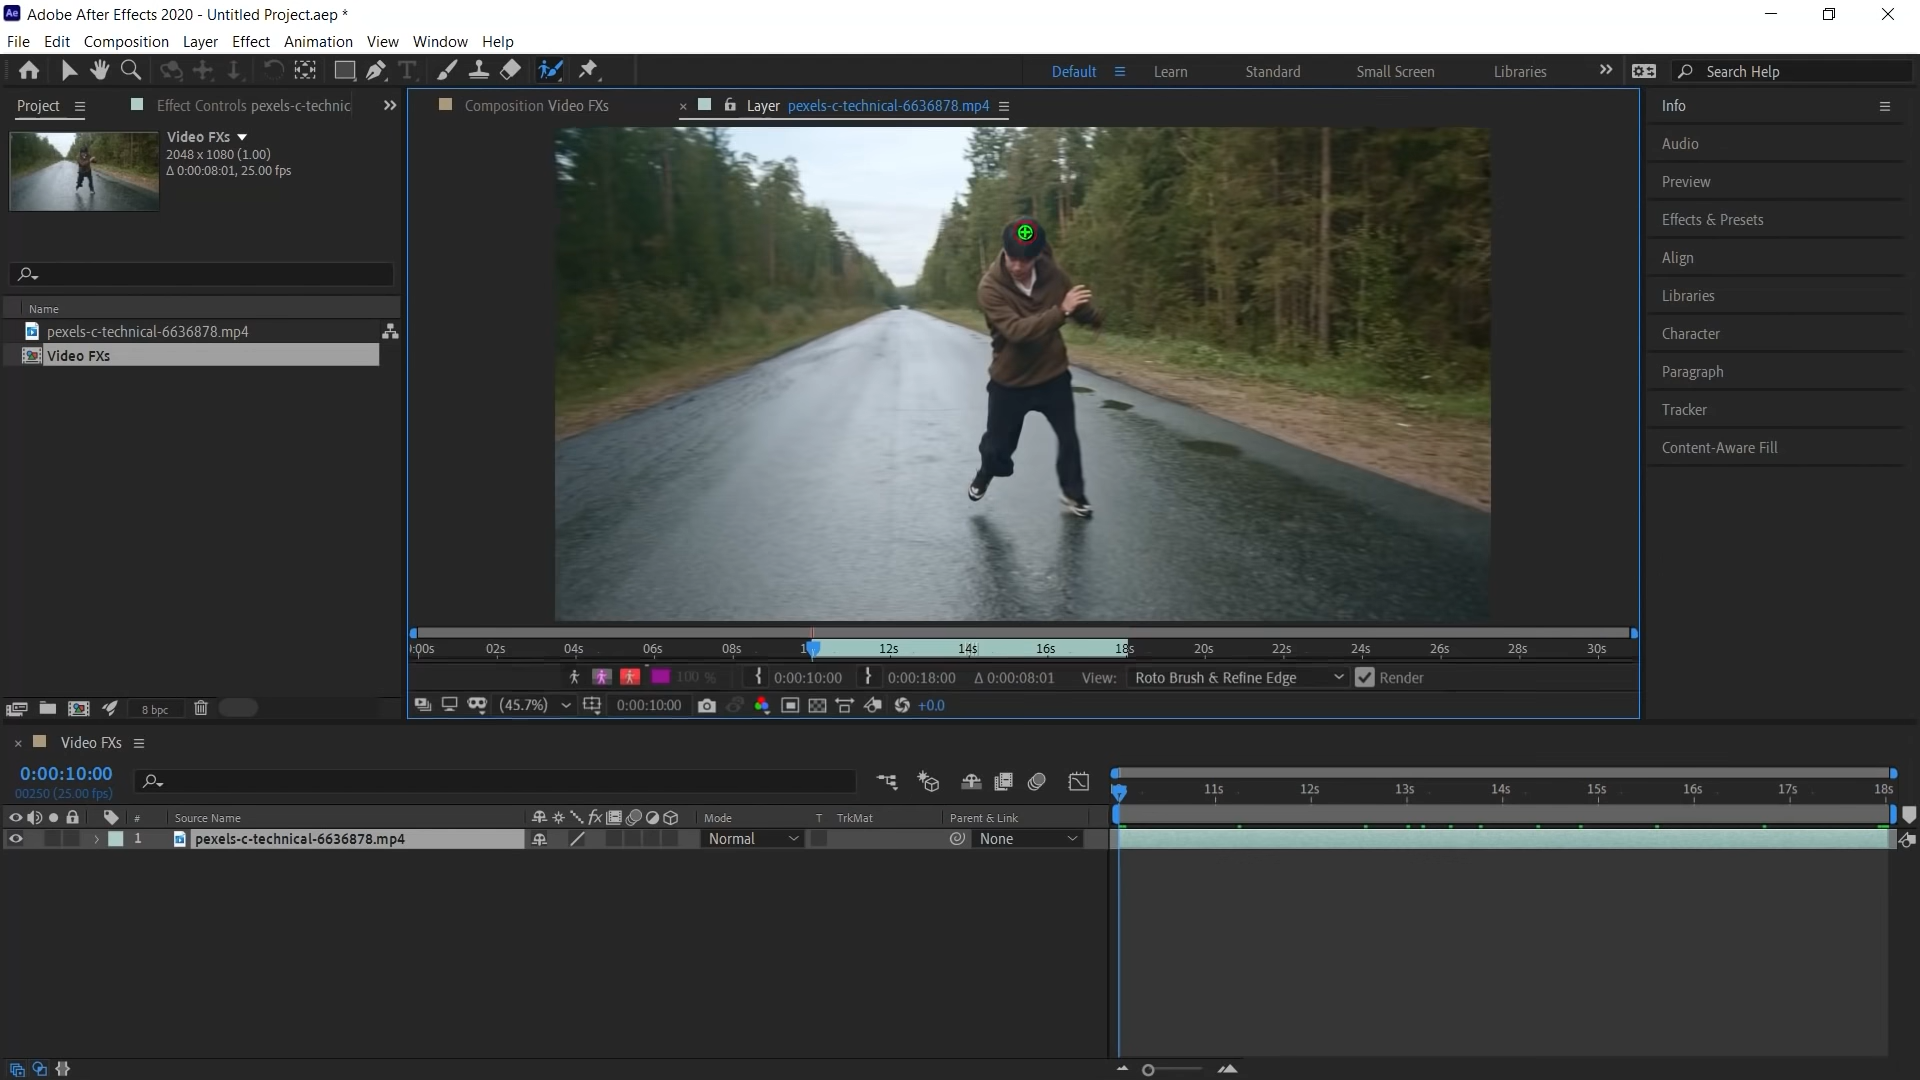 Ae Adobe After Effects 2020 - Untitled Project.aep *
File Edit Composition Layer Effect Animation View Window Help
Default Learn Standard Small Screen Libraries Search Help
Project Effect Controls pexels-c-technic
Composition Video FXs
Layer pexels-c-technical-6636878.mp4
Info
Video FXs
2048 x 1080 (1.00)
Δ 0:00:08:01, 25.00 fps
Audio
Preview
Effects & Presets
Align
Libraries
Character
Paragraph
Tracker
Content-Aware Fill
Name
pexels-c-technical-6636878.mp4
Video FXs
:00s 02s 04s 06s 08s 1 12s 14s 16s 18s 20s 22s 24s 26s 28s 30s
100 % 0:00:10:00 0:00:18:00 Δ 0:00:08:01 View: Roto Brush & Refine Edge Render
8 bpc
(45.7%) 0:00:10:00 +0.0
Video FXs
0:00:10:00
00250 (25.00 fps)
11s 12s 13s 14s 15s 16s 17s 18s
# Source Name fx Mode T TrkMat Parent & Link
1 pexels-c-technical-6636878.mp4 Normal None